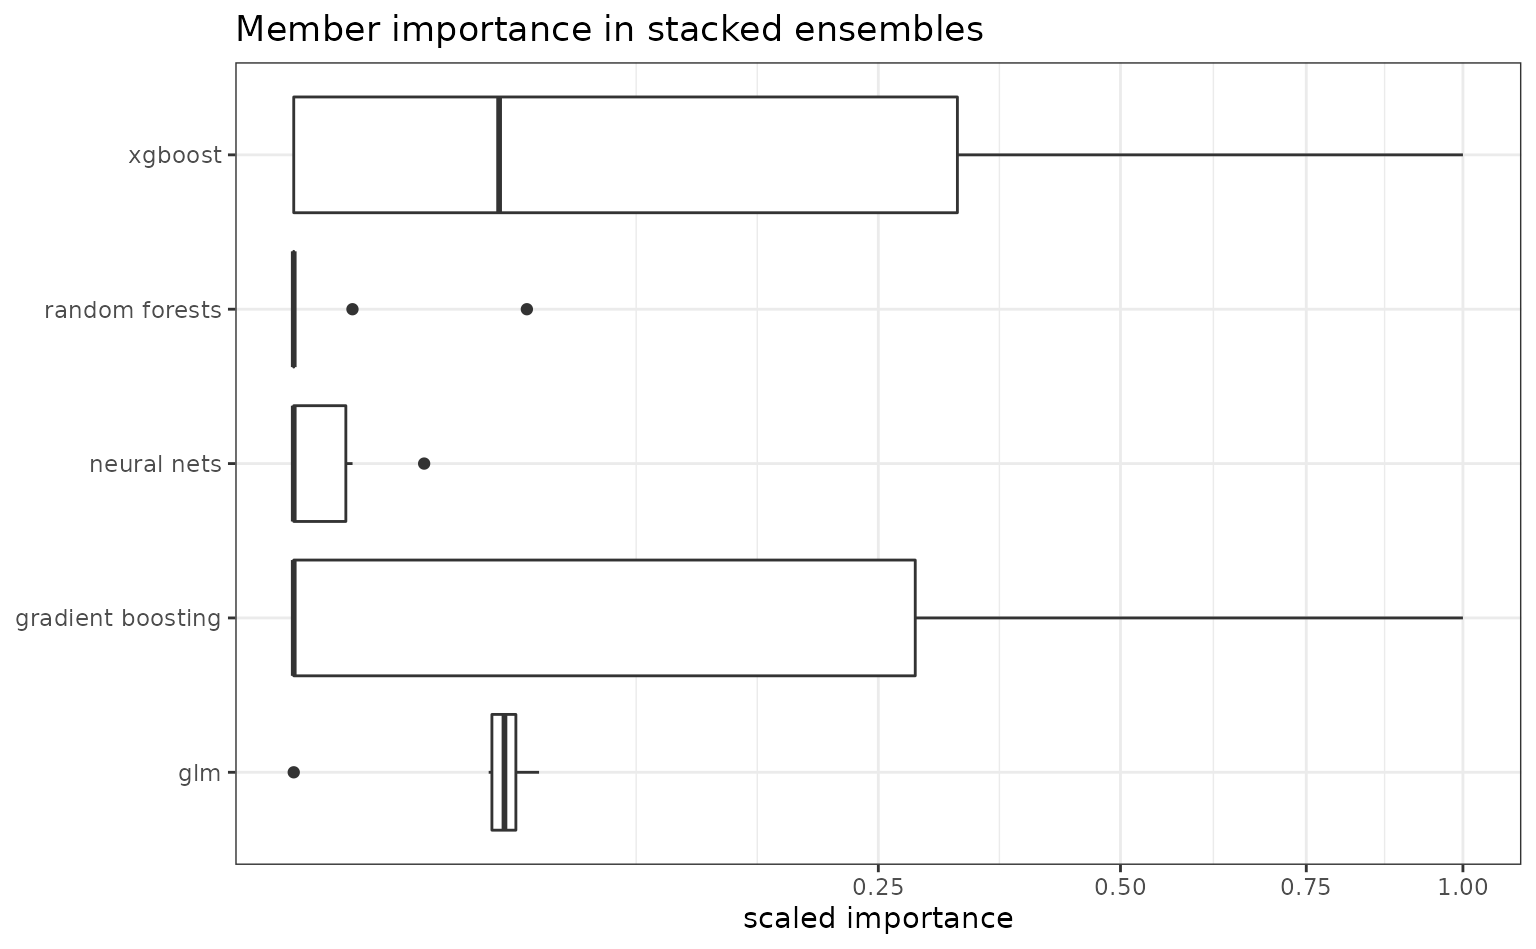 Member importance in stacked ensembles
xgboost
random forests
neural nets
gradient boosting
glm
0.25 0.50 0.75 1.00
scaled importance